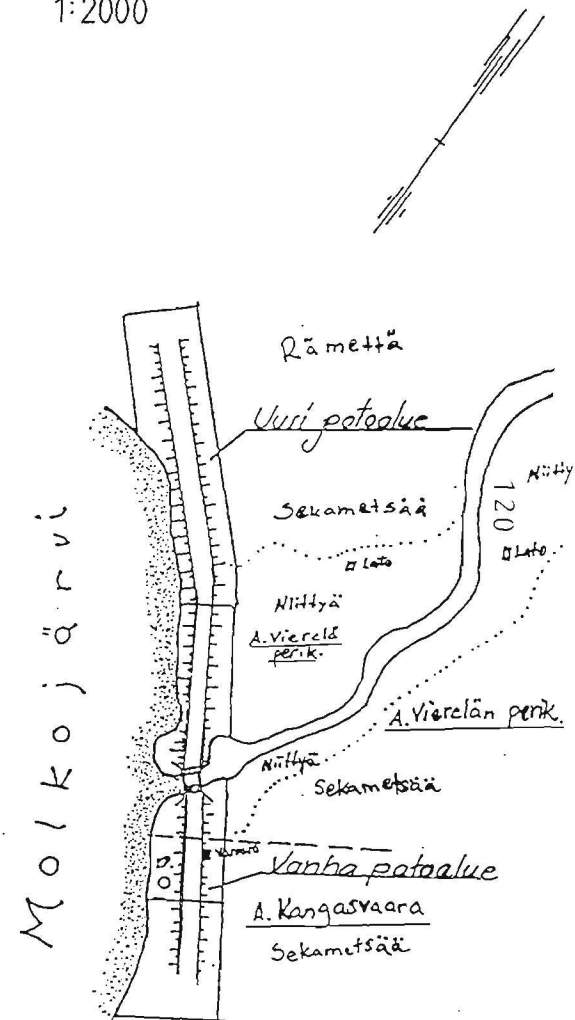 1:2000
Rämettä
Uusi patoalue
Niitty
Sekametsää
120
Lato
Lato
Niittyä
A. Vierelä
perik.
Molkojärvi
A. Vierelän perik.
Niittyä
Sekametsää
Vanha patoalue
A. Kangasvaara
Sekametsää